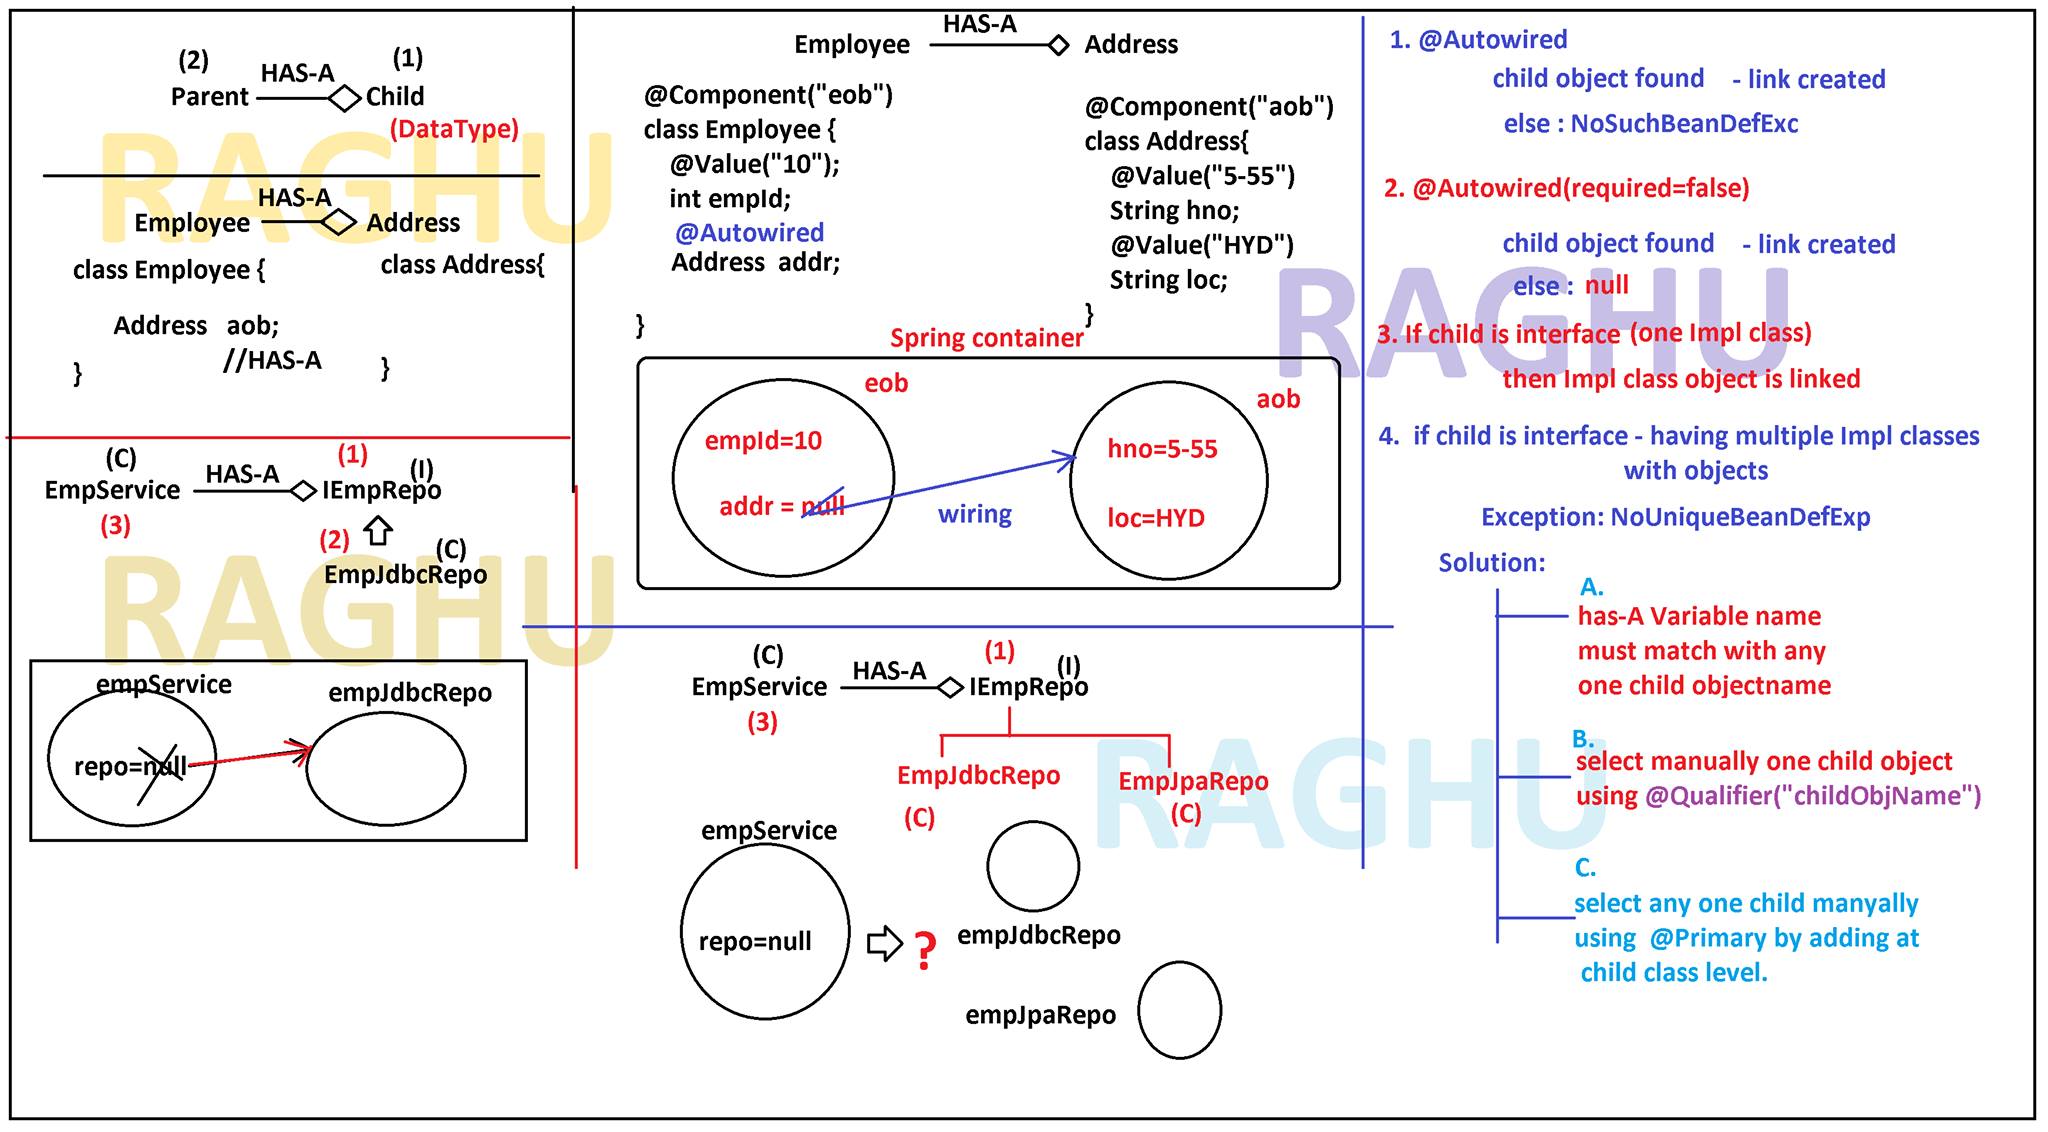 (2)
HAS-A
(1)
Parent
Child
(DataType)
RAGHU
HAS-A
Employee
Address
class Employee {
class Address{
Address aob;
//HAS-A
}
}
(C)
HAS-A
(1)
(I)
EmpService
IEmpRepo
(3)
(2)
(C)
EmpJdbcRepo
RAGHU
empService
empJdbcRepo
repo=null
HAS-A
Employee
Address
@Component("eob")
class Employee {
@Value("10");
int empId;
@Autowired
Address addr;
}
@Component("aob")
class Address{
@Value("5-55")
String hno;
@Value("HYD")
String loc;
}
Spring container
eob
empId=10
addr = null
wiring
aob
hno=5-55
loc=HYD
(C)
HAS-A
(1)
(I)
EmpService
IEmpRepo
(3)
EmpJdbcRepo
(C)
EmpJpaRepo
(C)
RAGHU
empService
repo=null
?
empJdbcRepo
empJpaRepo
1. @Autowired
child object found - link created
else : NoSuchBeanDefExc
2. @Autowired(required=false)
child object found - link created
else : null
RAGHU
3. If child is interface (one Impl class)
then Impl class object is linked
4. if child is interface - having multiple Impl classes
with objects
Exception: NoUniqueBeanDefExp
Solution:
A.
has-A Variable name
must match with any
one child objectname
B.
select manually one child object
using @Qualifier("childObjName")
C.
select any one child manyally
using @Primary by adding at
child class level.